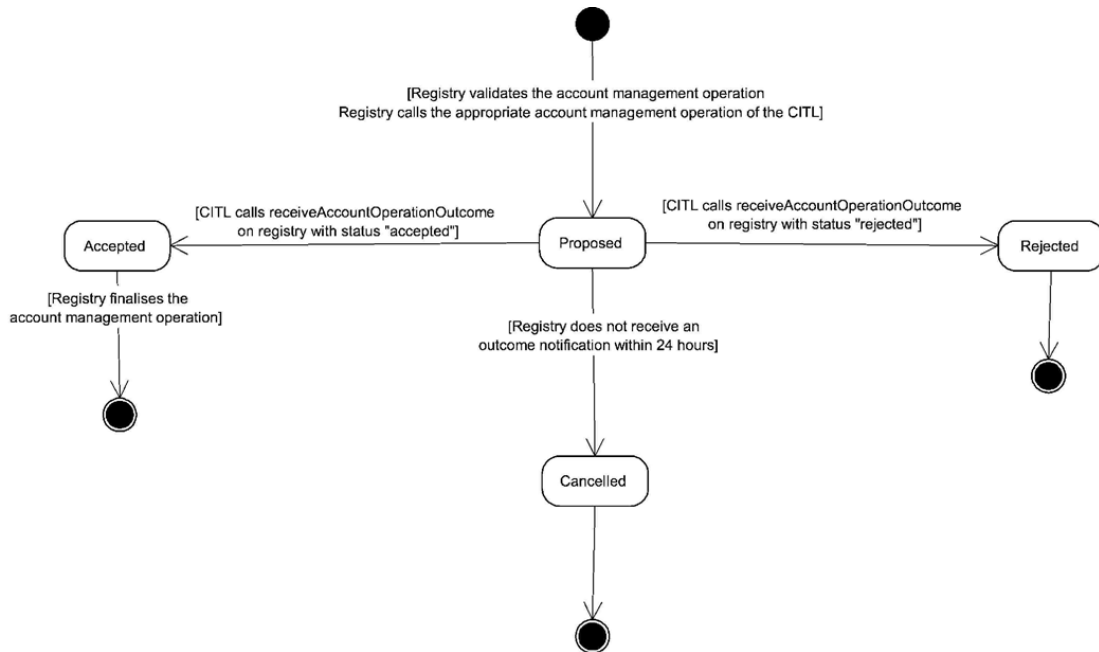 [Registry validates the account management operation
Registry calls the appropriate account management operation of the CITL]
[CITL calls receiveAccountOperationOutcome
on registry with status "accepted"]
[CITL calls receiveAccountOperationOutcome
on registry with status "rejected"]
Accepted
Proposed
Rejected
[Registry finalises the
account management operation]
[Registry does not receive an
outcome notification within 24 hours]
Cancelled